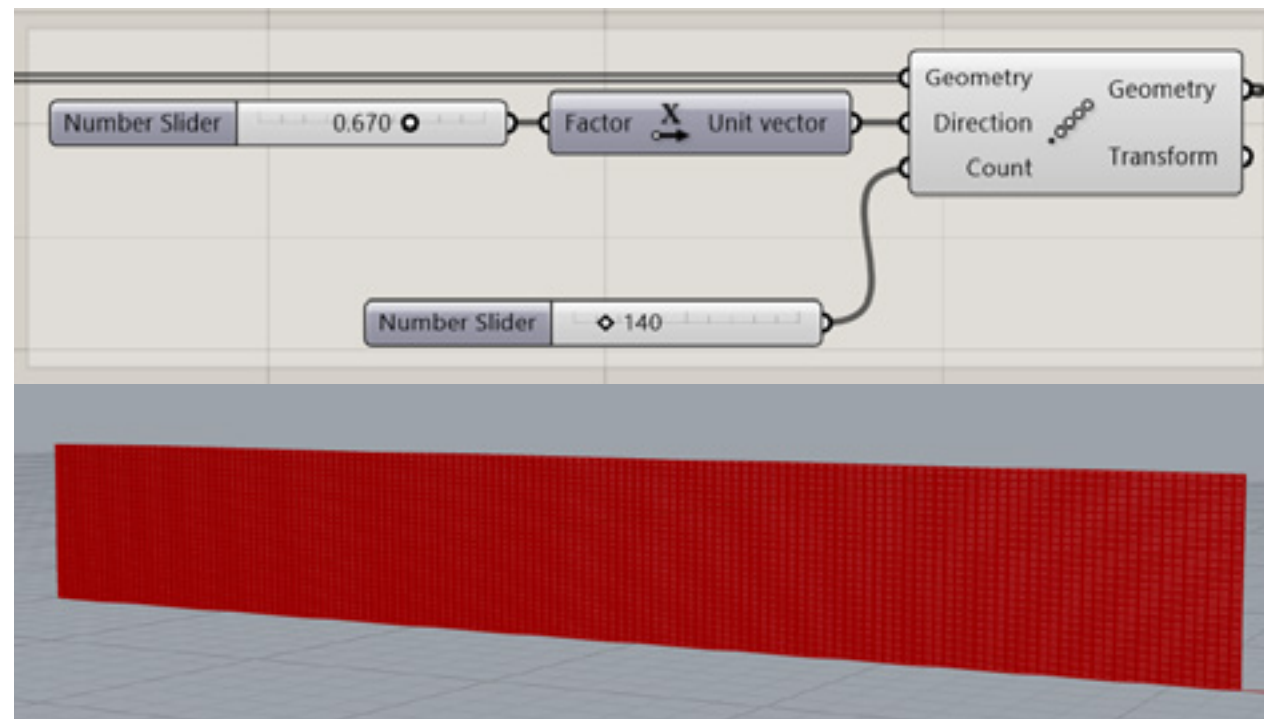 Number Slider 0.670
Factor X Unit vector
Geometry
Direction
Count
Geometry
Transform
Number Slider 140